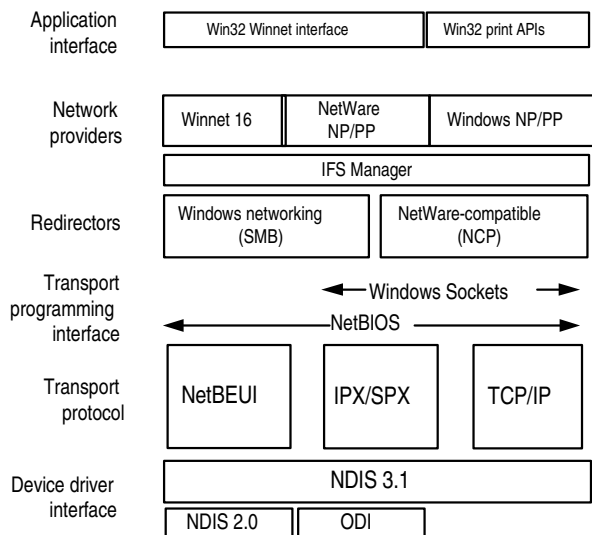 Application
interface
Win32 Winnet interface
Win32 print APIs
Network
providers
Winnet 16
NetWare
NP/PP
Windows NP/PP
IFS Manager
Redirectors
Windows networking
(SMB)
NetWare-compatible
(NCP)
Transport
programming
interface
Windows Sockets
NetBIOS
Transport
protocol
NetBEUI
IPX/SPX
TCP/IP
Device driver
interface
NDIS 3.1
NDIS 2.0
ODI